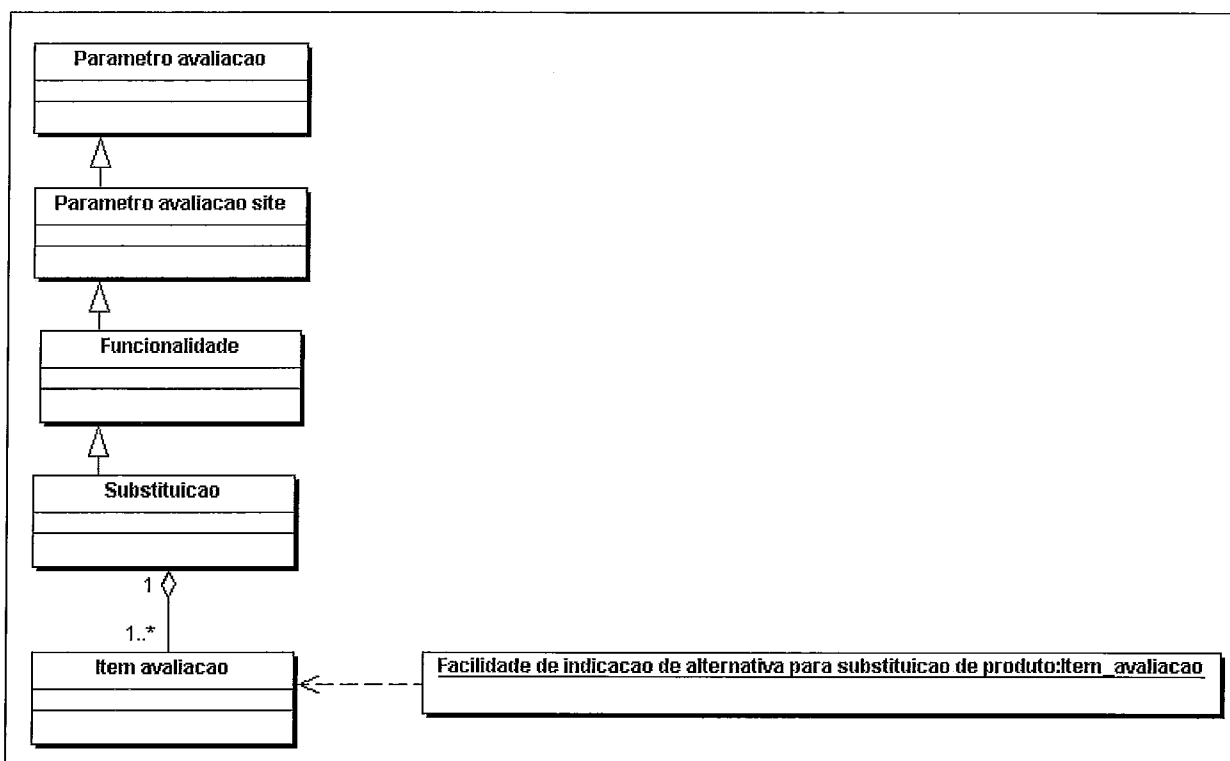 Parametro avaliacao
Parametro avaliacao site
Funcionalidade
Substituicao
1
1..*
Item avaliacao
Facilidade de indicacao de alternativa para substituicao de produto:Item_avaliacao